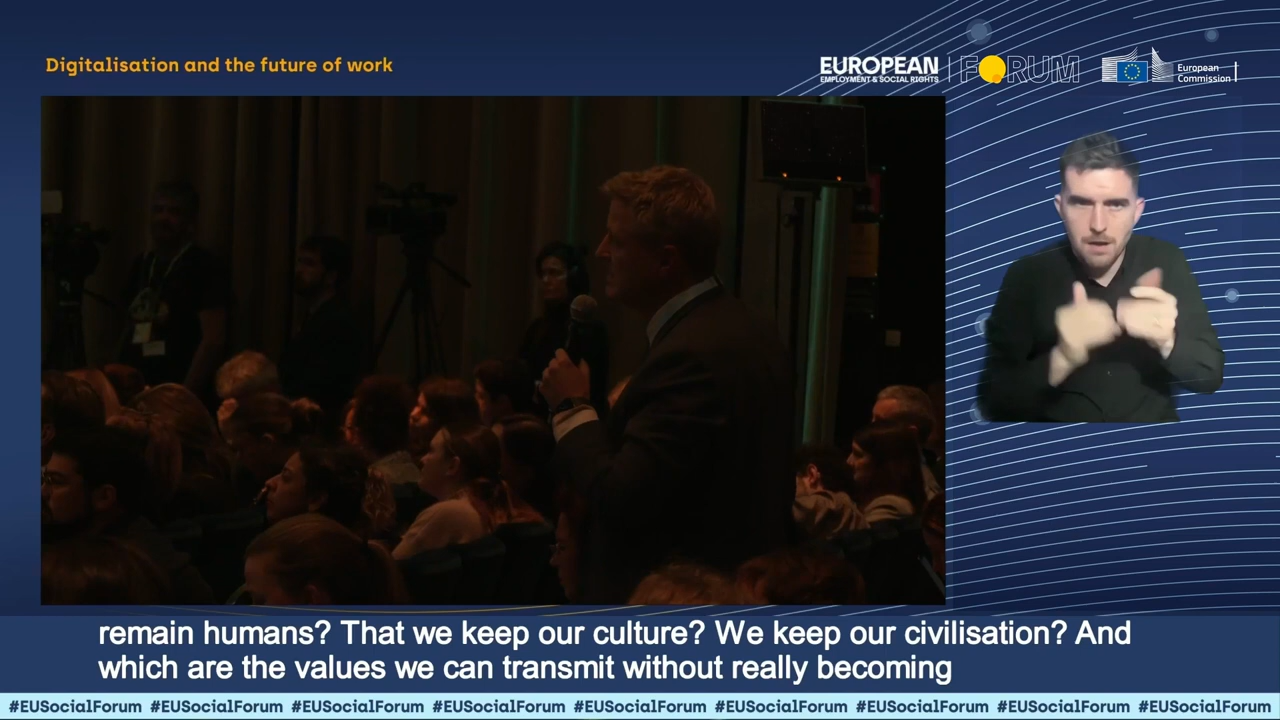 Digitalisation and the future of work
EUROPEAN
EMPLOYMENT & SOCIAL RIGHTS
FORUM
European
Commission
remain humans? That we keep our culture? We keep our civilisation? And
which are the values we can transmit without really becoming
#EUSocialForum #EUSocialForum #EUSocialForum #EUSocialForum #EUSocialForum #EUSocialForum #EUSocialForum #EUSocialForum #EUSocialForum